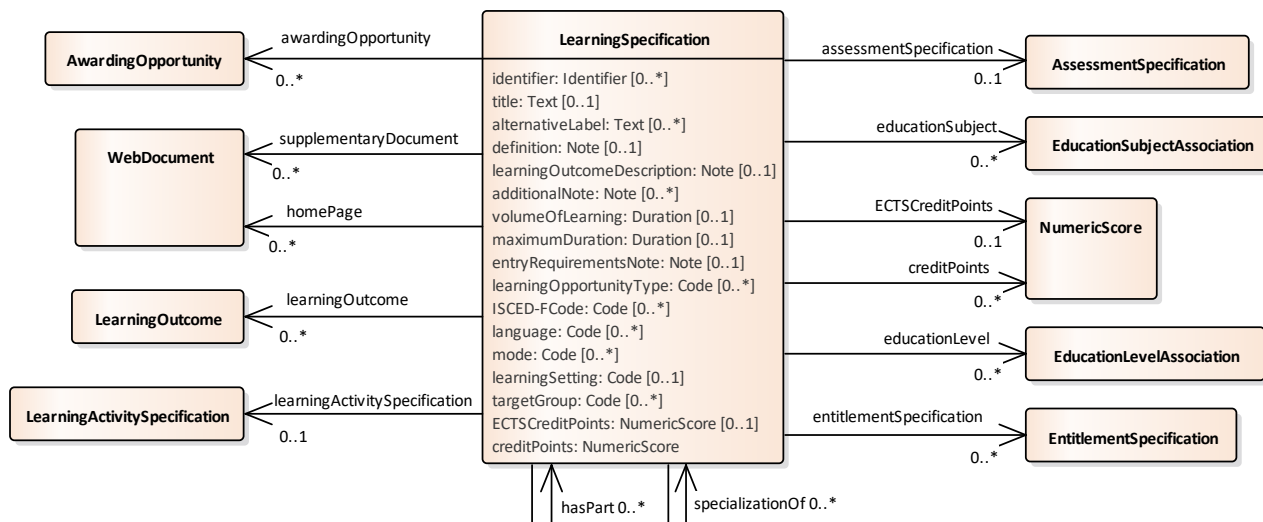 LearningSpecification
identifier: Identifier [0..*]
title: Text [0..1]
alternativeLabel: Text [0..*]
definition: Note [0..1]
learningOutcomeDescription: Note [0..1]
additionalNote: Note [0..*]
volumeOfLearning: Duration [0..1]
maximumDuration: Duration [0..1]
entryRequirementsNote: Note [0..1]
learningOpportunityType: Code [0..*]
ISCED-FCode: Code [0..*]
language: Code [0..*]
mode: Code [0..*]
learningSetting: Code [0..1]
targetGroup: Code [0..*]
ECTSCreditPoints: NumericScore [0..1]
creditPoints: NumericScore
awardingOpportunity
0..*
AwardingOpportunity
supplementaryDocument
0..*
WebDocument
homePage
0..*
learningOutcome
0..*
LearningOutcome
learningActivitySpecification
0..1
LearningActivitySpecification
assessmentSpecification
0..1
AssessmentSpecification
educationSubject
0..*
EducationSubjectAssociation
ECTSCreditPoints
0..1
NumericScore
creditPoints
0..*
educationLevel
0..*
EducationLevelAssociation
entitlementSpecification
0..*
EntitlementSpecification
hasPart 0..*
specializationOf 0..*